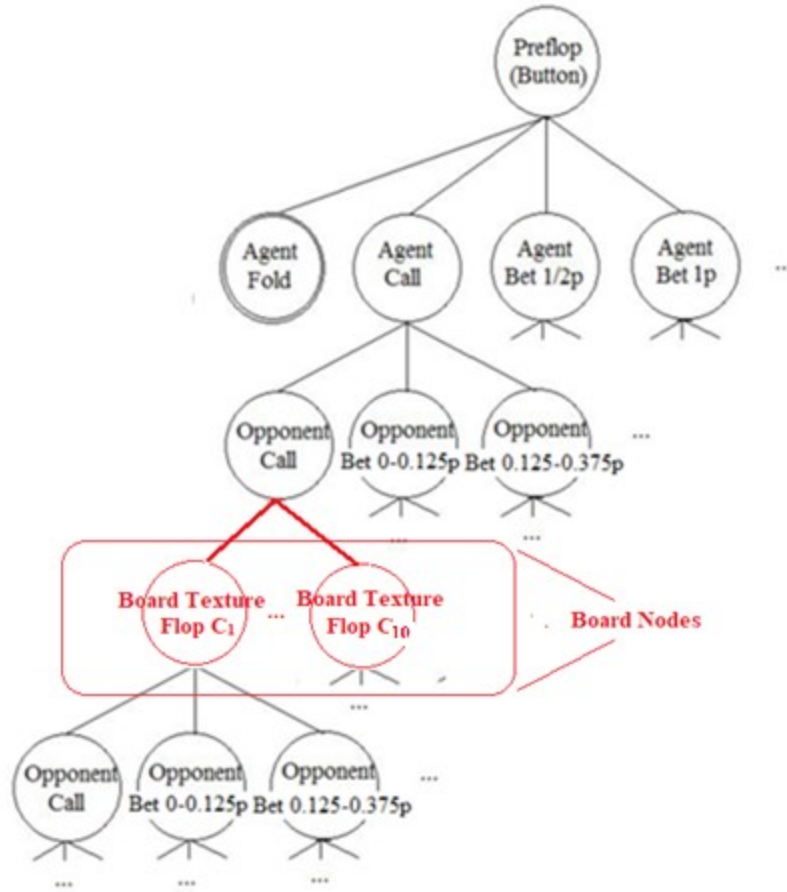 Preflop
(Button)
Agent
Fold
Agent
Call
Agent
Bet 1/2p
Agent
Bet 1p
...
Opponent
Call
Opponent
Bet 0-0.125p
Opponent
Bet 0.125-0.375p
...
...
...
Board Texture
Flop C₁
...
Board Texture
Flop C₁₀
Board Nodes
...
Opponent
Call
Opponent
Bet 0-0.125p
Opponent
Bet 0.125-0.375p
...
...
...
...